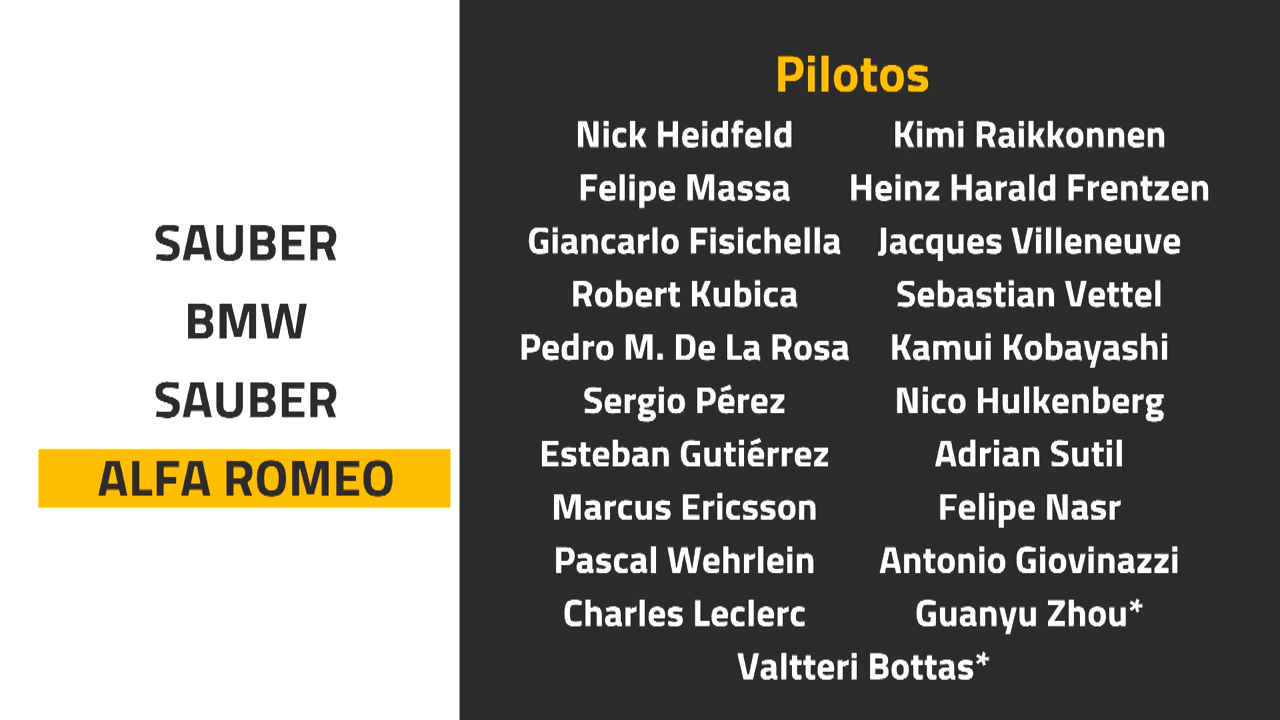 SAUBER
BMW
SAUBER
ALFA ROMEO
Pilotos
Nick Heidfeld Kimi Raikkonnen
Felipe Massa Heinz Harald Frentzen
Giancarlo Fisichella Jacques Villeneuve
Robert Kubica Sebastian Vettel
Pedro M. De La Rosa Kamui Kobayashi
Sergio Pérez Nico Hulkenberg
Esteban Gutiérrez Adrian Sutil
Marcus Ericsson Felipe Nasr
Pascal Wehrlein Antonio Giovinazzi
Charles Leclerc Guanyu Zhou*
Valtteri Bottas*